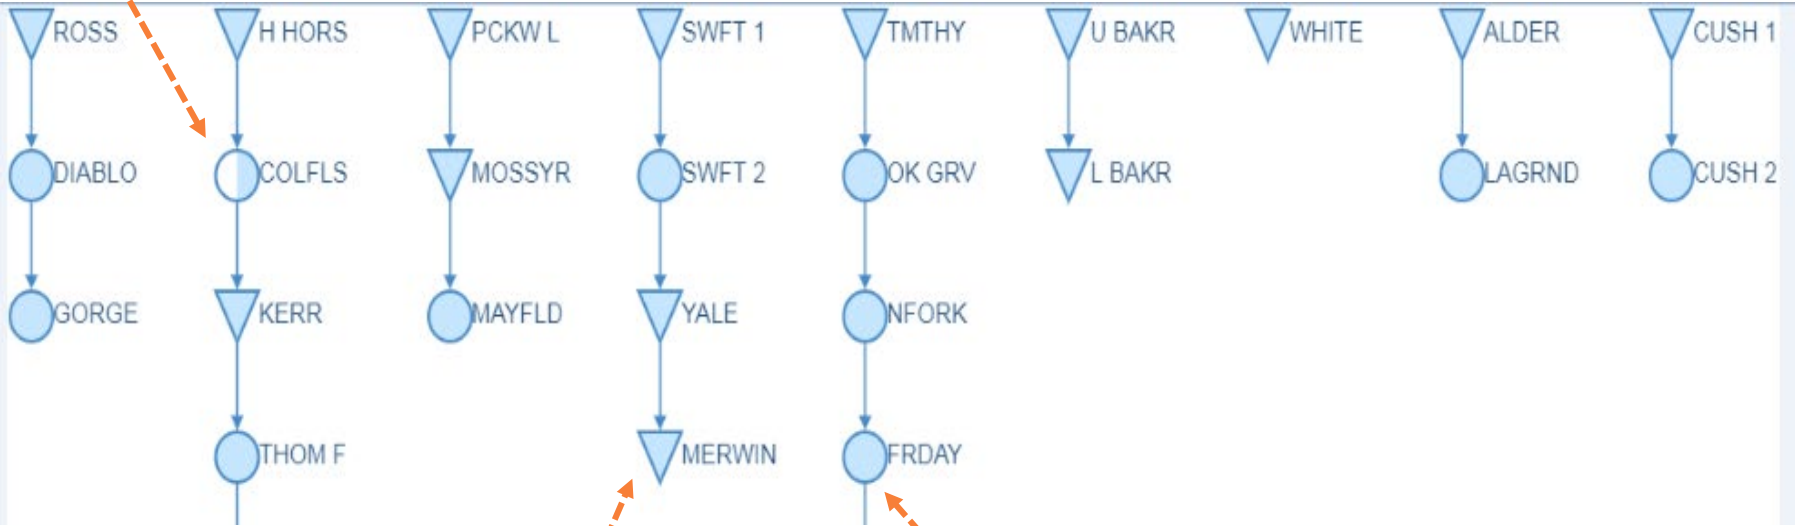 ROSS
H HORS
PCKW L
SWFT 1
TMTHY
U BAKR
WHITE
ALDER
CUSH 1
DIABLO
COLFLS
MOSSYR
SWFT 2
OK GRV
L BAKR
LAGRND
CUSH 2
GORGE
KERR
MAYFLD
YALE
NFORK
THOM F
MERWIN
FRDAY